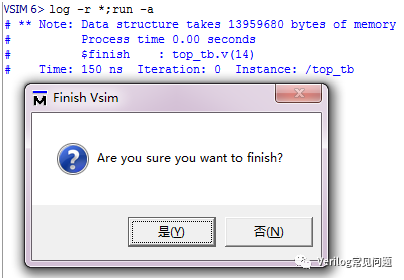 VSIM 6> log -r *;run -a
# ** Note: Data structure takes 13959680 bytes of memory
#          Process time 0.00 seconds
#          $finish    : top_tb.v(14)
#    Time: 150 ns  Iteration: 0  Instance: /top_tb
Finish Vsim
Are you sure you want to finish?
是(Y)
否(N)
Verilog常见问题